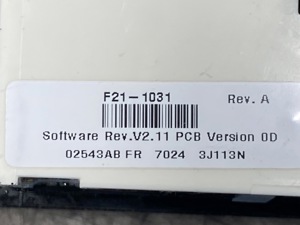 F21-1031 Rev. A
Software Rev.V2.11 PCB Version 0D
02543AB FR 7024 3J113N